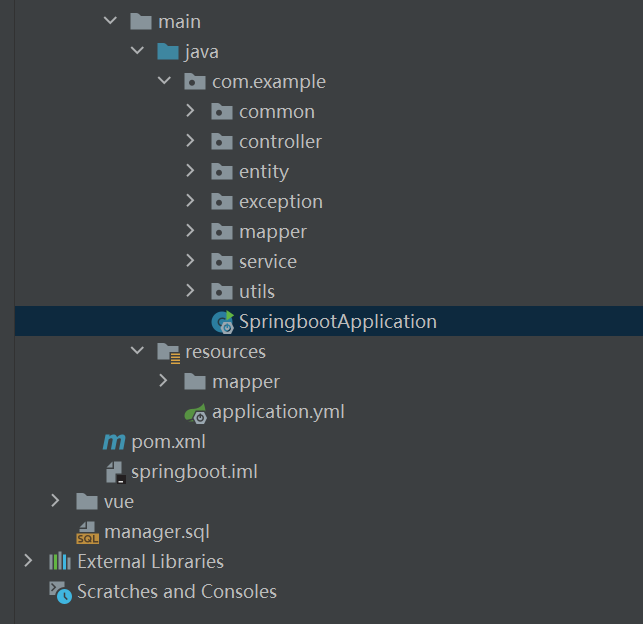 main
java
com.example
common
controller
entity
exception
mapper
service
utils
SpringbootApplication
resources
mapper
application.yml
pom.xml
springboot.iml
vue
manager.sql
External Libraries
Scratches and Consoles